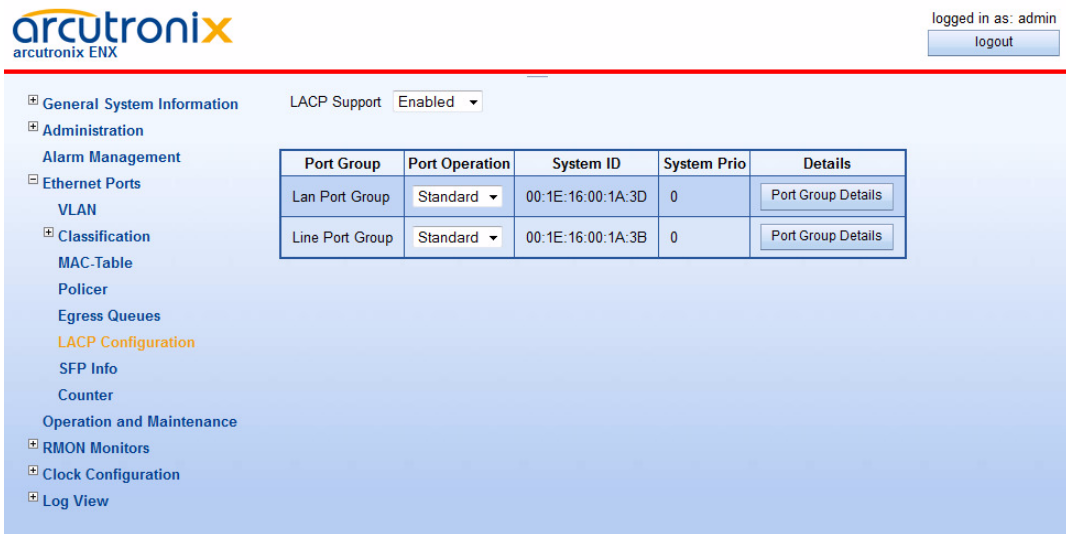 arcutronix
arcutronix ENX
logged in as: admin
logout
General System Information
Administration
Alarm Management
Ethernet Ports
VLAN
Classification
MAC-Table
Policer
Egress Queues
LACP Configuration
SFP Info
Counter
Operation and Maintenance
RMON Monitors
Clock Configuration
Log View
LACP Support Enabled
Port Group Port Operation System ID System Prio Details
Lan Port Group Standard 00:1E:16:00:1A:3D 0 Port Group Details
Line Port Group Standard 00:1E:16:00:1A:3B 0 Port Group Details